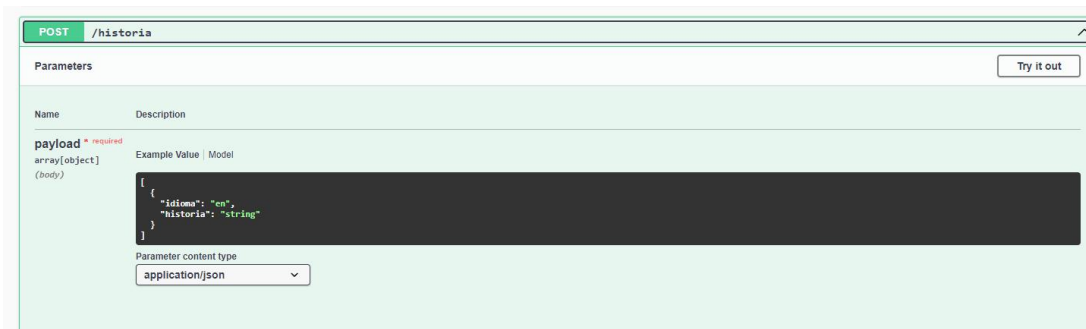 POST /historia
Parameters
Try it out
Name Description
payload * required
array[object]
(body)
Example Value | Model
[
{
"idioma": "en",
"historia": "string"
}
]
Parameter content type
application/json